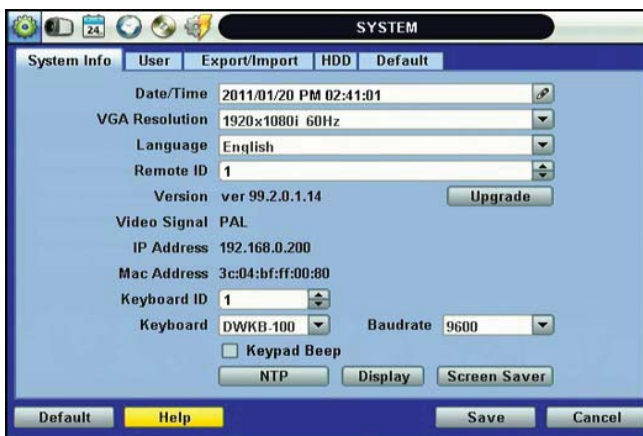 24
SYSTEM
System Info User Export/Import HDD Default
Date/Time 2011/01/20 PM 02:41:01
VGA Resolution 1920x1080i 60Hz
Language English
Remote ID 1
Version ver 99.2.0.1.14 Upgrade
Video Signal PAL
IP Address 192.168.0.200
Mac Address 3c:04:bf:ff:00:80
Keyboard ID 1
Keyboard DWKB-100 Baudrate 9600
Keypad Beep
NTP Display Screen Saver
Default Help Save Cancel